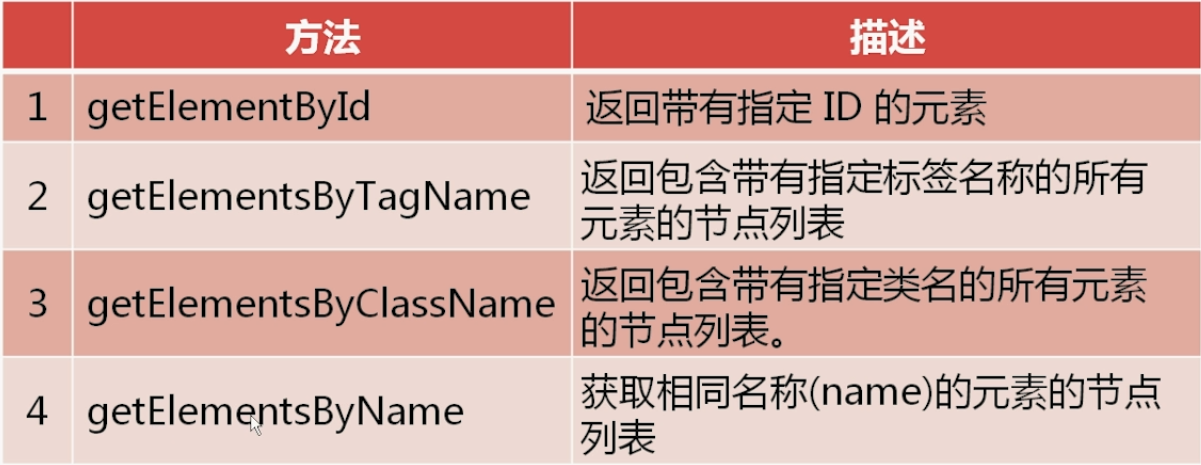 方法 描述
1 getElementById 返回带有指定 ID 的元素
2 getElementsByTagName 返回包含带有指定标签名称的所有
元素的节点列表
3 getElementsByClassName 返回包含带有指定类名的所有元素
的节点列表。
4 getElementsByName 获取相同名称(name)的元素的节点
列表